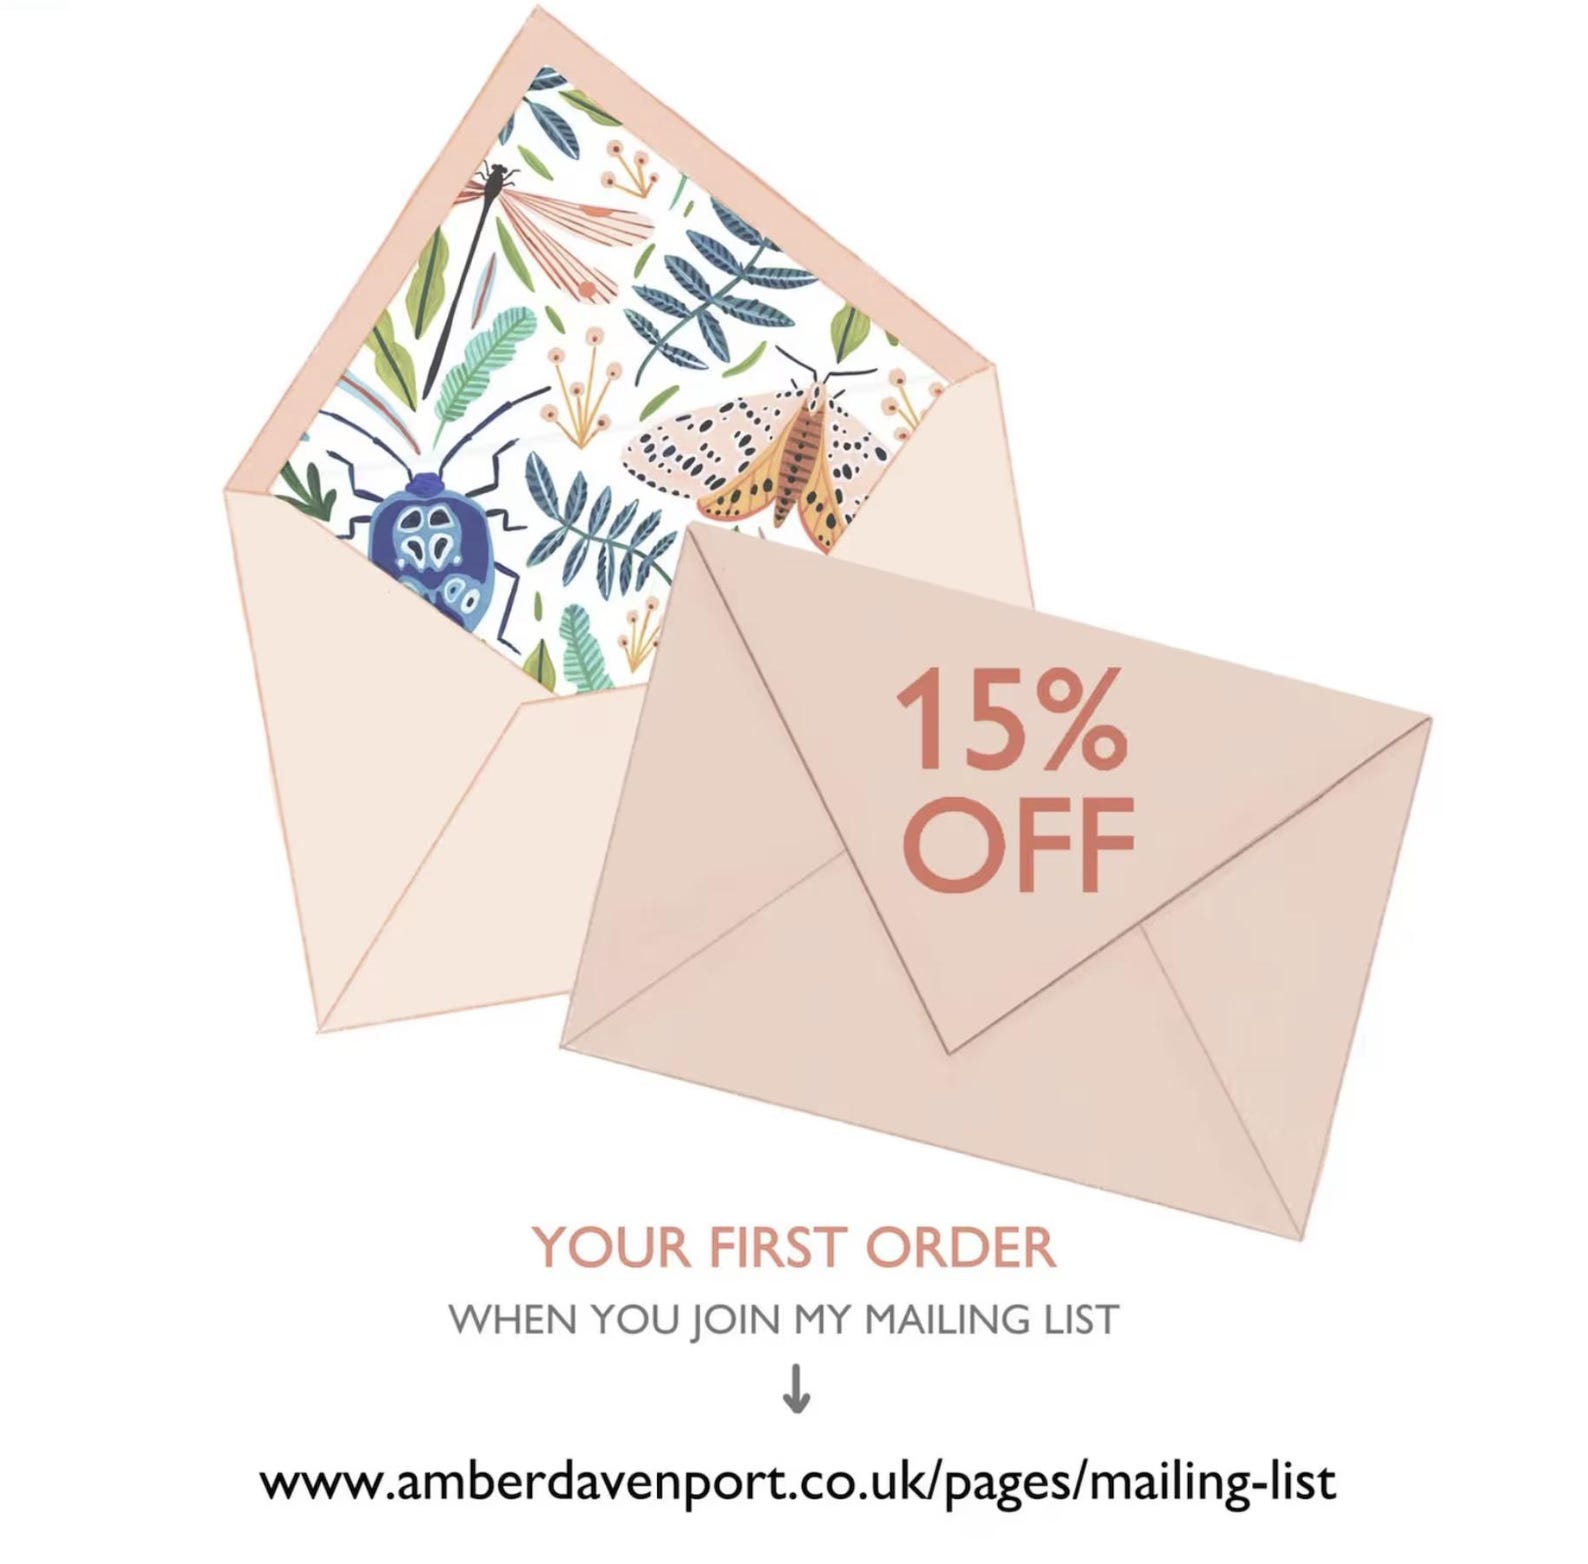 15%
OFF
YOUR FIRST ORDER
WHEN YOU JOIN MY MAILING LIST
www.amberdavenport.co.uk/pages/mailing-list